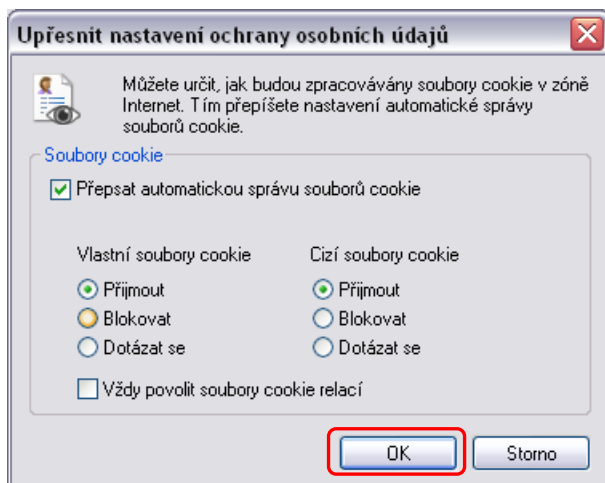 Upřesnit nastavení ochrany osobních údajů
Můžete určit, jak budou zpracovávány soubory cookie v zóně
Internet. Tím přepíšete nastavení automatické správy
souborů cookie.
Soubory cookie
Přepsat automatickou správu souborů cookie
Vlastní soubory cookie
Přijmout
Blokovat
Dotázat se
Cizí soubory cookie
Přijmout
Blokovat
Dotázat se
Vždy povolit soubory cookie relací
OK
Storno